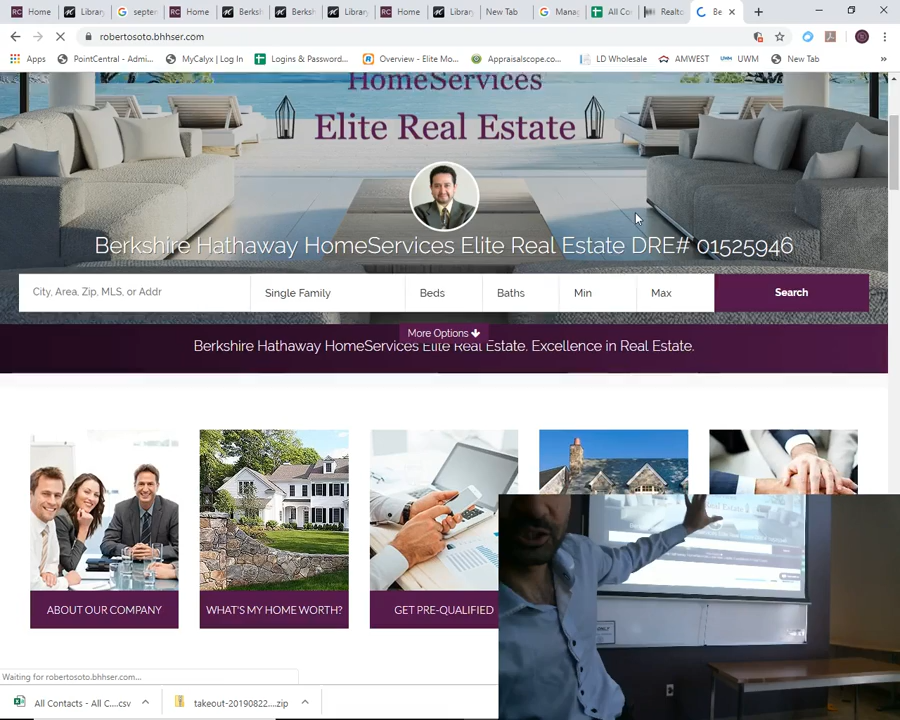 Home
Library
septe
Home
Berksh
Berksh
Library
Home
Library
New Tab
Mana
All Co
Realto
Be
robertosoto.bhhser.com
Apps
PointCentral - Admi...
MyCalyx | Log In
Logins & Password...
Overview - Elite Mo...
Appraisalscope.co...
LD Wholesale
AMWEST
UWM UWM
New Tab
»
HomeServices
Elite Real Estate
Berkshire Hathaway HomeServices Elite Real Estate DRE# 01525946
City, Area, Zip, MLS, or Addr
Single Family
Beds
Baths
Min
Max
Search
More Options
Berkshire Hathaway HomeServices Elite Real Estate. Excellence in Real Estate.
ABOUT OUR COMPANY
WHAT'S MY HOME WORTH?
GET PRE-QUALIFIED
Waiting for robertosoto.bhhser.com...
All Contacts - All C....csv
takeout-20190822....zip